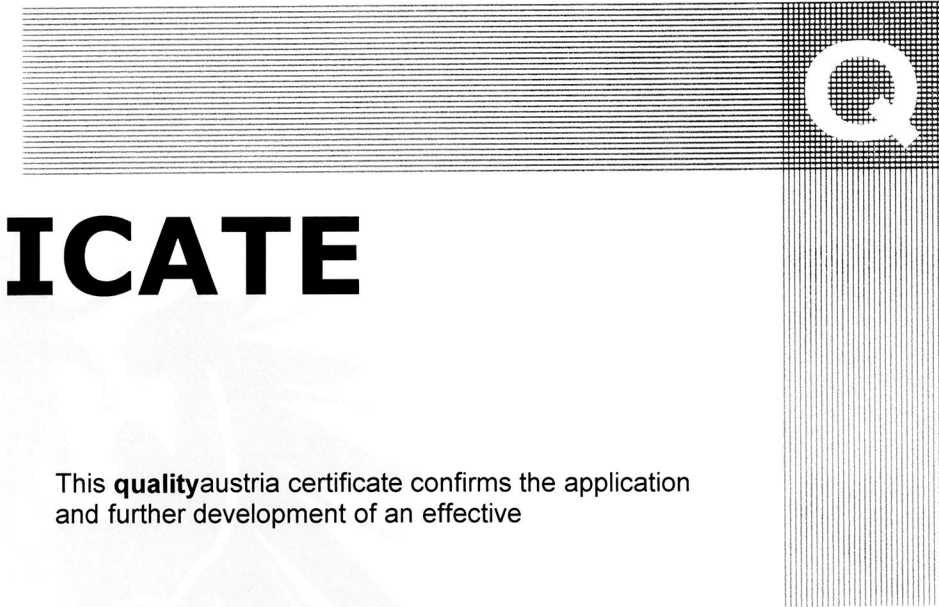 Q
ICATE
This qualityaustria certificate confirms the application
and further development of an effective